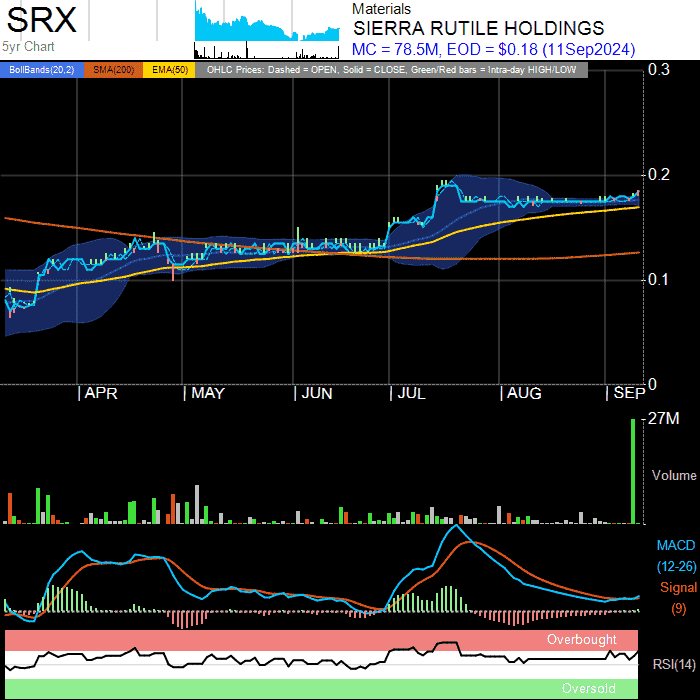 SRX
5yr Chart
Materials
SIERRA RUTILE HOLDINGS
MC = 78.5M, EOD = $0.18 (11Sep2024)
BollBands(20,2) SMA(200) EMA(50) OHLC Prices: Dashed = OPEN, Solid = CLOSE, Green/Red bars = Intra-day HIGH/LOW
0.3
0.2
0.1
0
APR MAY JUN JUL AUG SEP
27M
Volume
MACD
(12-26)
Signal
(9)
Overbought
RSI(14)
Oversold